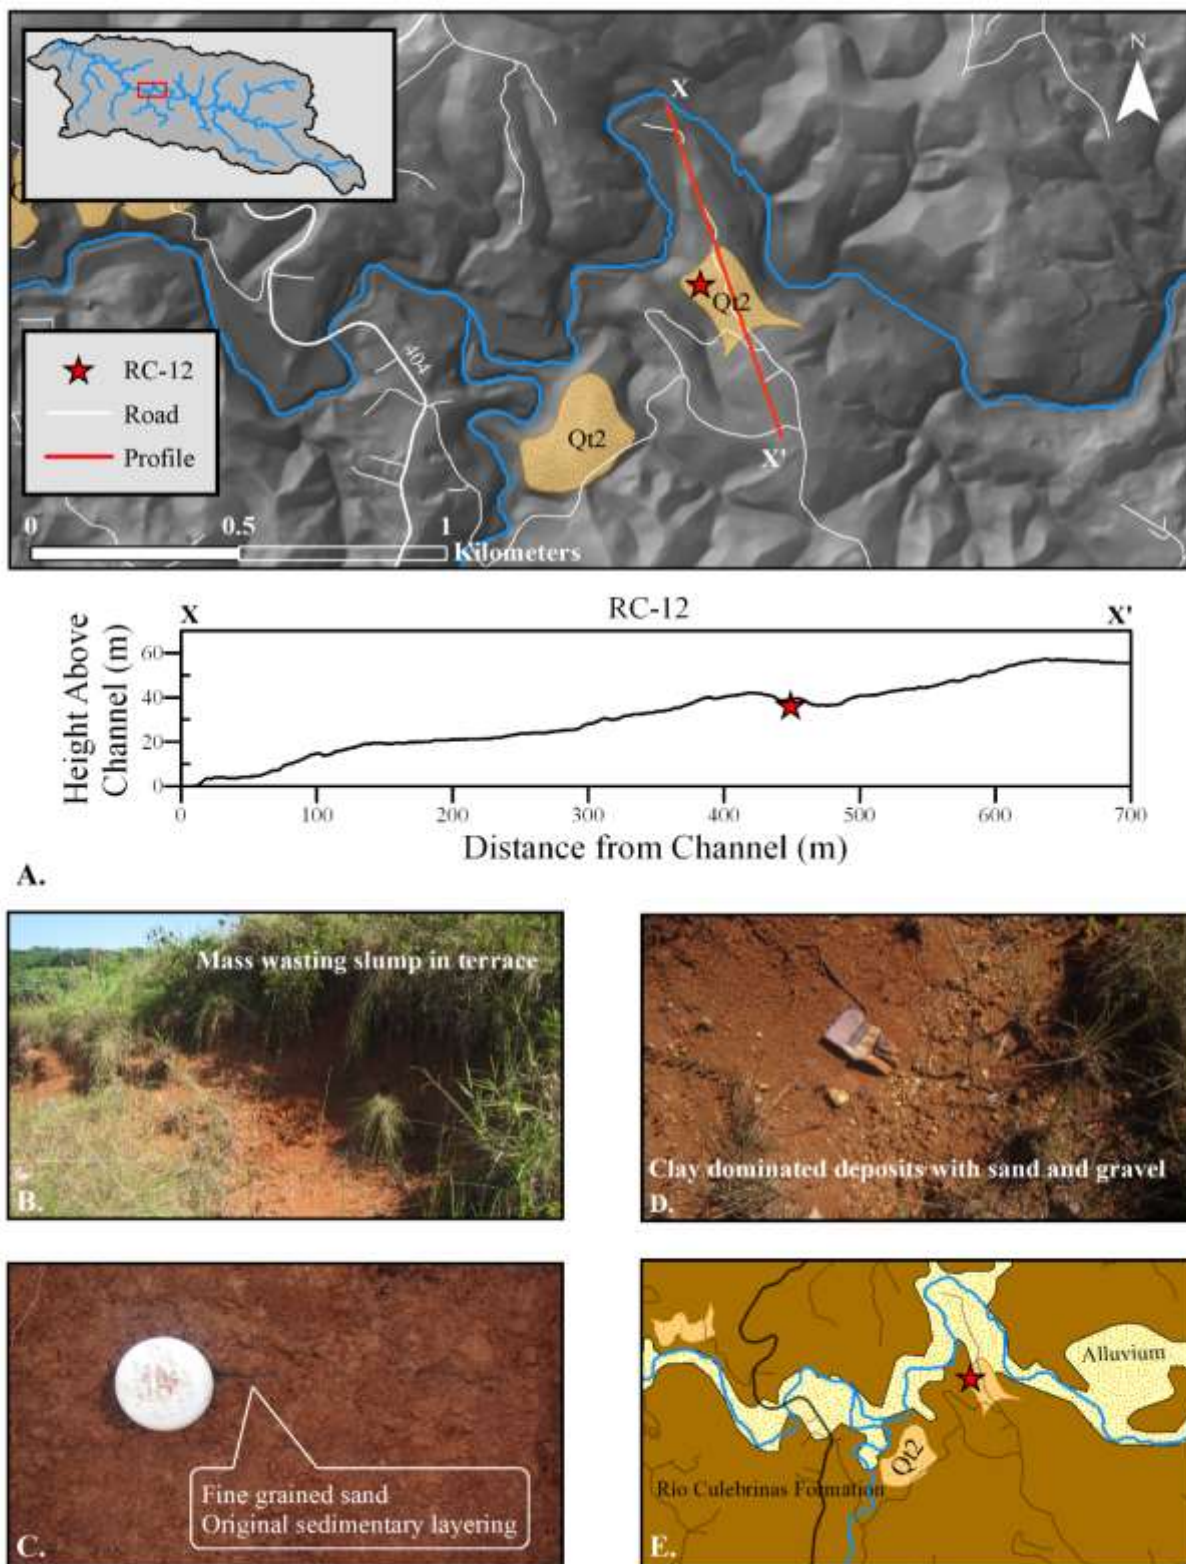 N
X
Qt2
RC-12
Road
Profile
404
Qt2
X'
0 0.5 1
Kilometers
X RC-12 X'
Height Above
Channel (m)
60
40
20
0
0 100 200 300 400 500 600 700
Distance from Channel (m)
A.
Mass wasting slump in terrace
B.
Clay dominated deposits with sand and gravel
D.
Fine grained sand
Original sedimentary layering
C.
Alluvium
Qt2
Rio Culebrinas Formation
E.